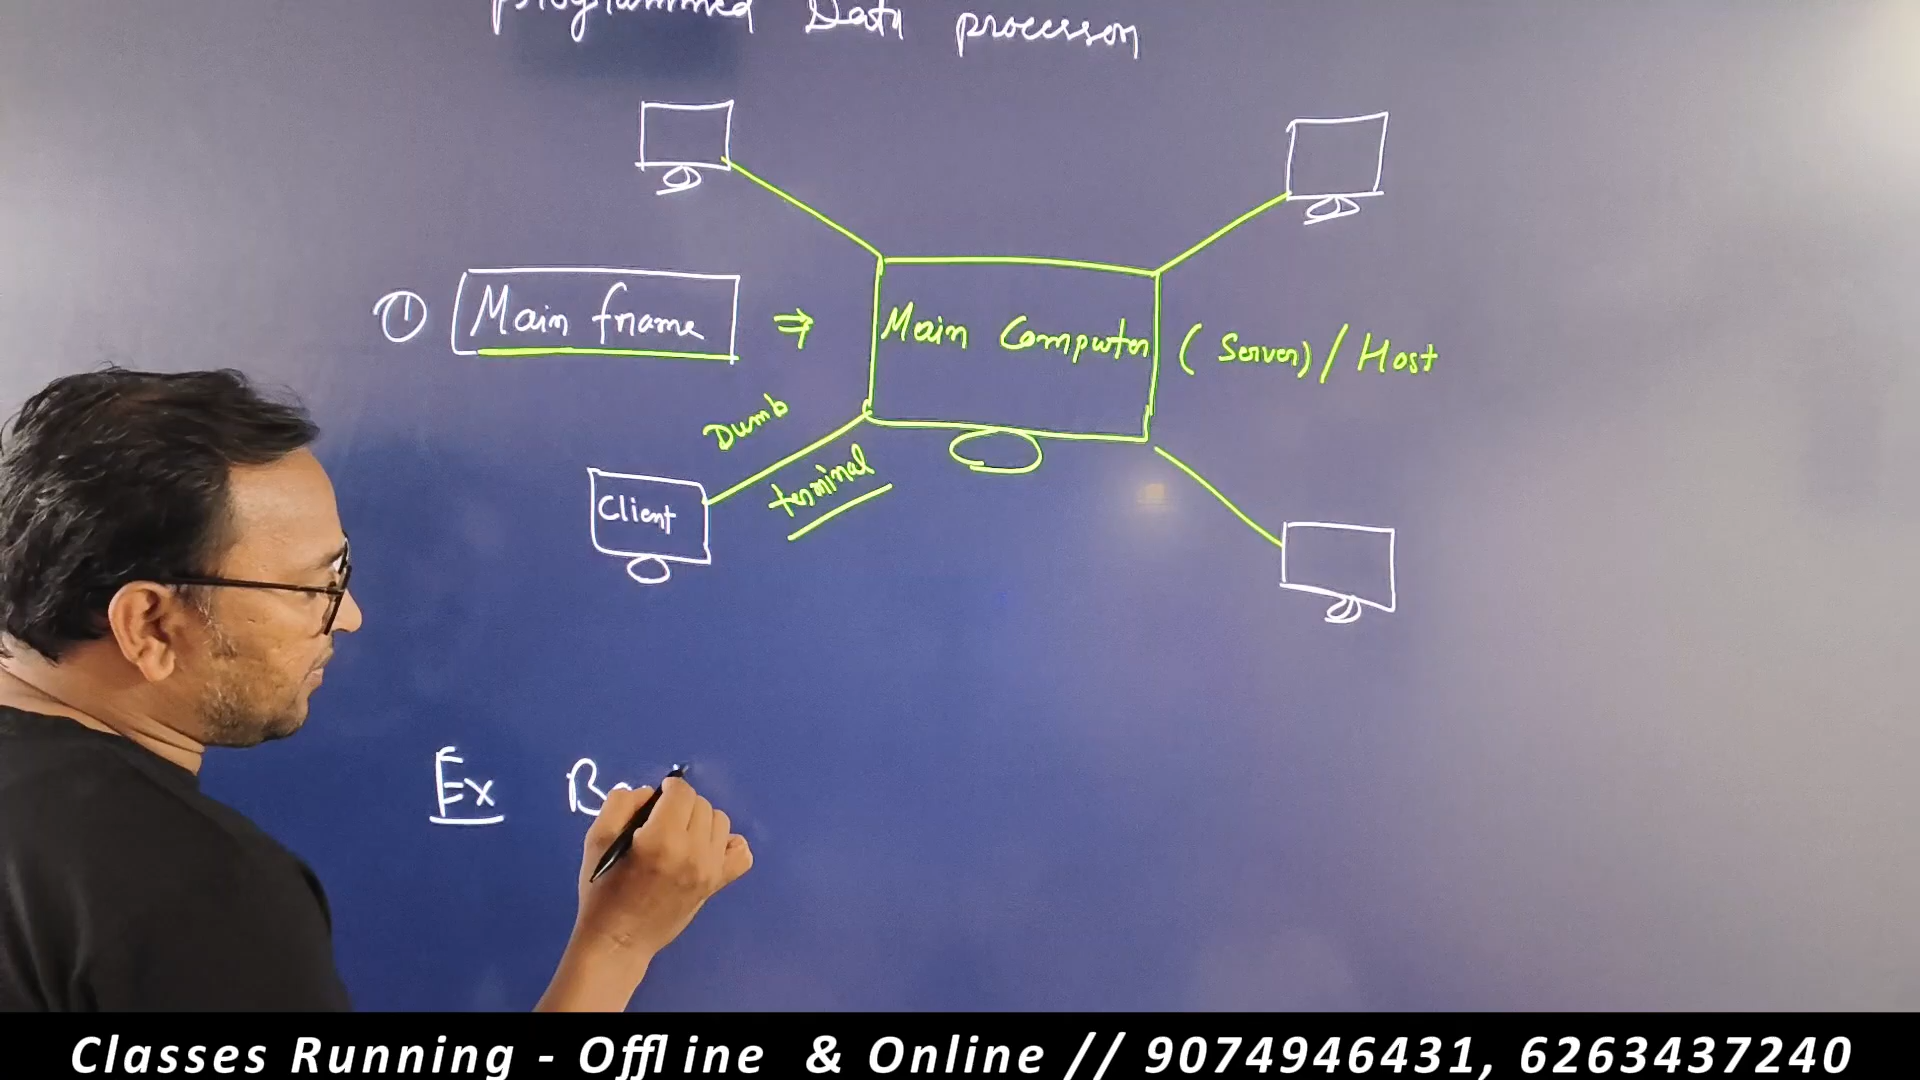 programmed Data processor
① Main frame ⇒ Main Computer (Server) / Host
Dumb
terminal
Client
Ex
Classes Running - Offline & Online // 9074946431, 6263437240